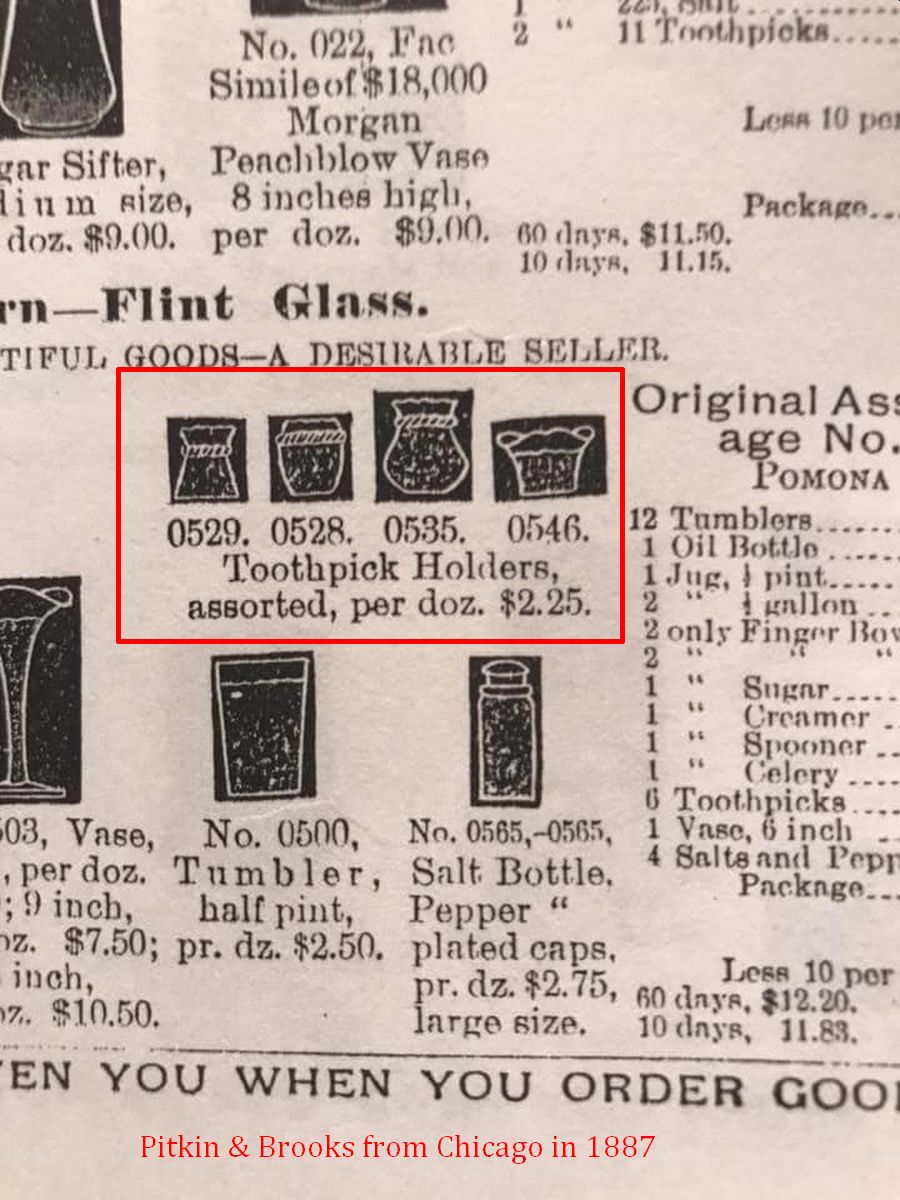 2 " 11 Toothpicks.....
No. 022, Fac
Simile of $18,000
Morgan
Peachblow Vase
8 inches high,
per doz. $9.00.
gar Sifter,
dium size,
doz. $9.00.
Less 10 per
Package...
60 days, $11.50.
10 days, 11.15.
rn—Flint Glass.
TIFUL GOODS—A DESIRABLE SELLER.
0529. 0528. 0535. 0546.
Toothpick Holders,
assorted, per doz. $2.25.
Original Ass
age No.
POMONA
12 Tumblers....
1 Oil Bottle .....
1 Jug, ½ pint.....
2 " ½ gallon ..
2 only Finger Bow
2 " " "
1 " Sugar....
1 " Creamer .
1 " Spooner ..
1 " Celery ....
6 Toothpicks....
1 Vase, 6 inch ..
4 Salts and Pepp
Package...
Less 10 per
60 days, $12.20.
10 days, 11.83.
503, Vase,
, per doz.
; 9 inch,
oz. $7.50;
inch,
oz. $10.50.
No. 0500,
Tumbler,
half pint,
pr. dz. $2.50.
No. 0565,-0565,
Salt Bottle,
Pepper "
plated caps,
pr. dz. $2.75,
large size.
EN YOU WHEN YOU ORDER GOO
Pitkin & Brooks from Chicago in 1887